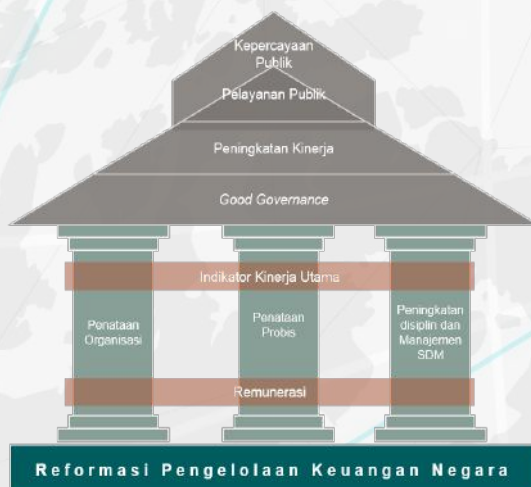 Kepercayaan
Publik
Pelayanan Publik
Peningkatan Kinerja
Good Governance
Indikator Kinerja Utama
Penataan
Organisasi
Penataan
Probis
Peningkatan
disiplin dan
Manajemen
SDM
Remunerasi
Reformasi Pengelolaan Keuangan Negara